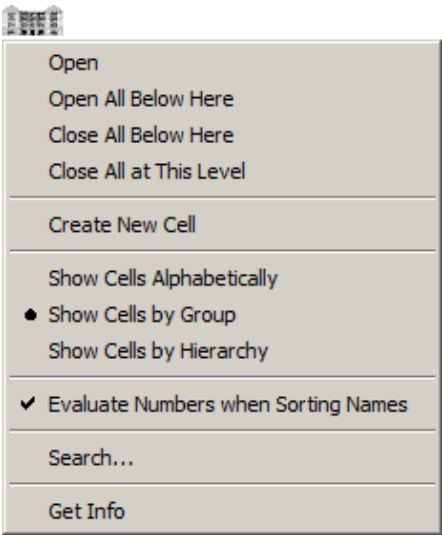 Open
Open All Below Here
Close All Below Here
Close All at This Level
Create New Cell
Show Cells Alphabetically
Show Cells by Group
Show Cells by Hierarchy
Evaluate Numbers when Sorting Names
Search...
Get Info